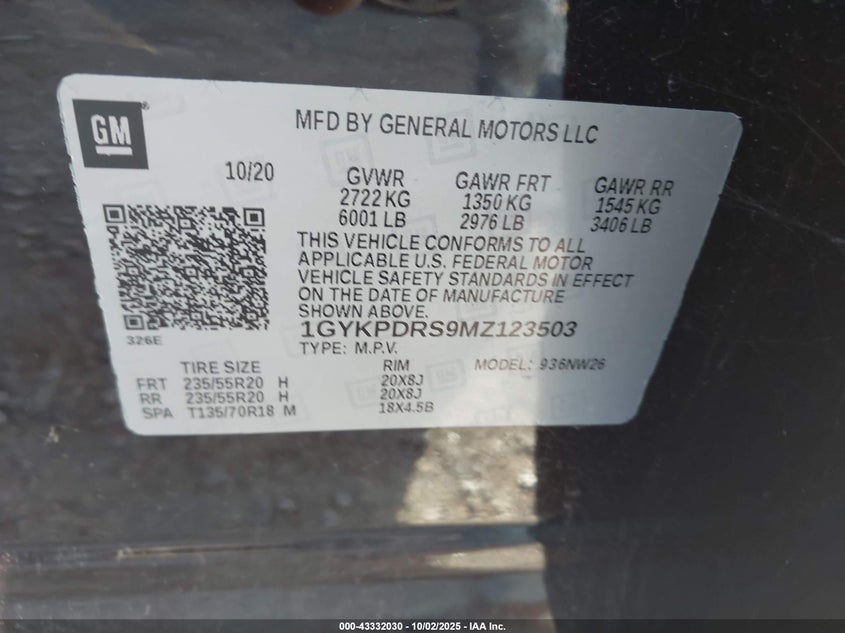 GM
MFD BY GENERAL MOTORS LLC
10/20
GVWR
2722 KG
6001 LB
GAWR FRT
1350 KG
2976 LB
GAWR RR
1545 KG
3406 LB
THIS VEHICLE CONFORMS TO ALL
APPLICABLE U.S. FEDERAL MOTOR
VEHICLE SAFETY STANDARDS IN EFFECT
ON THE DATE OF MANUFACTURE
SHOWN ABOVE.
326E
1GYKPDRS9MZ123503
TYPE: M.P.V.
MODEL: 936NW26
TIRE SIZE RIM
FRT 235/55R20 H 20X8J
RR 235/55R20 H 20X8J
SPA T135/70R18 M 18X4.5B
000-43332030 - 10/02/2025 - IAA Inc.